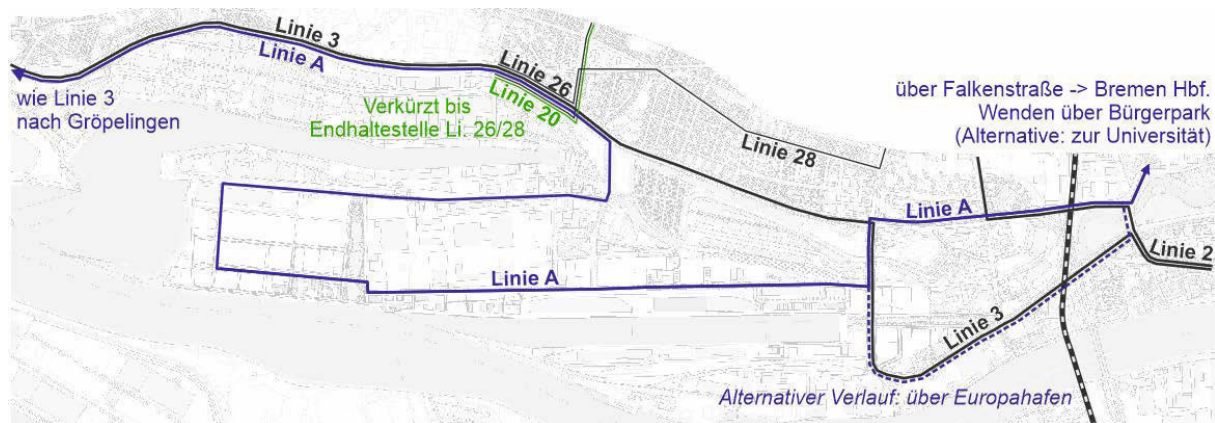 Linie 3
Linie A
wie Linie 3
nach Gröpelingen
Linie 26
Linie 20
Verkürzt bis
Endhaltestelle Li. 26/28
Linie 28
über Falkenstraße -> Bremen Hbf.
Wenden über Bürgerpark
(Alternative: zur Universität)
Linie A
Linie 2
Linie A
Linie 3
Alternativer Verlauf: über Europahafen